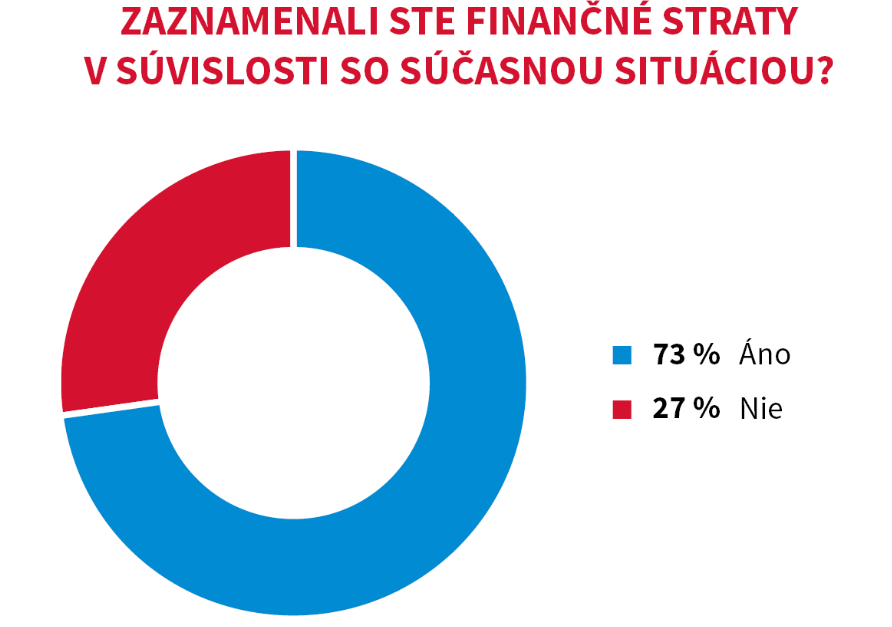 ZAZNAMENALI STE FINANČNÉ STRATY
V SÚVISLOSTI SO SÚČASNOU SITUÁCIOU?
73 % Áno
27 % Nie